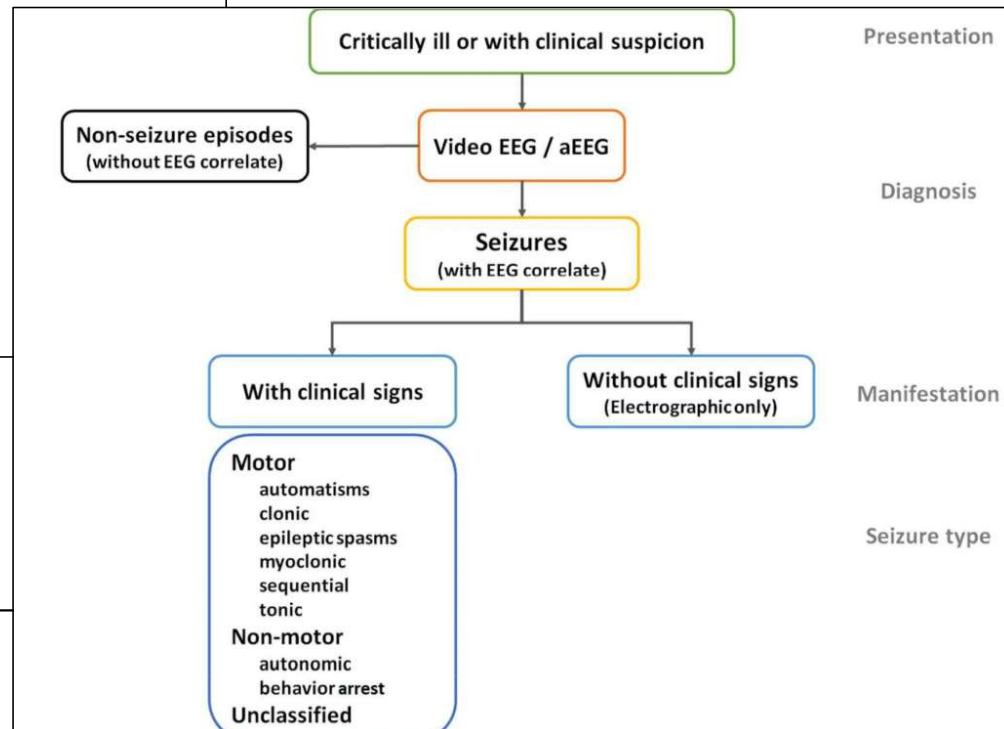 Critically ill or with clinical suspicion
Presentation
Non-seizure episodes
(without EEG correlate)
Video EEG / aEEG
Diagnosis
Seizures
(with EEG correlate)
With clinical signs
Without clinical signs
(Electrographic only)
Manifestation
Motor
automatisms
clonic
epileptic spasms
myoclonic
sequential
tonic
Non-motor
autonomic
behavior arrest
Unclassified
Seizure type